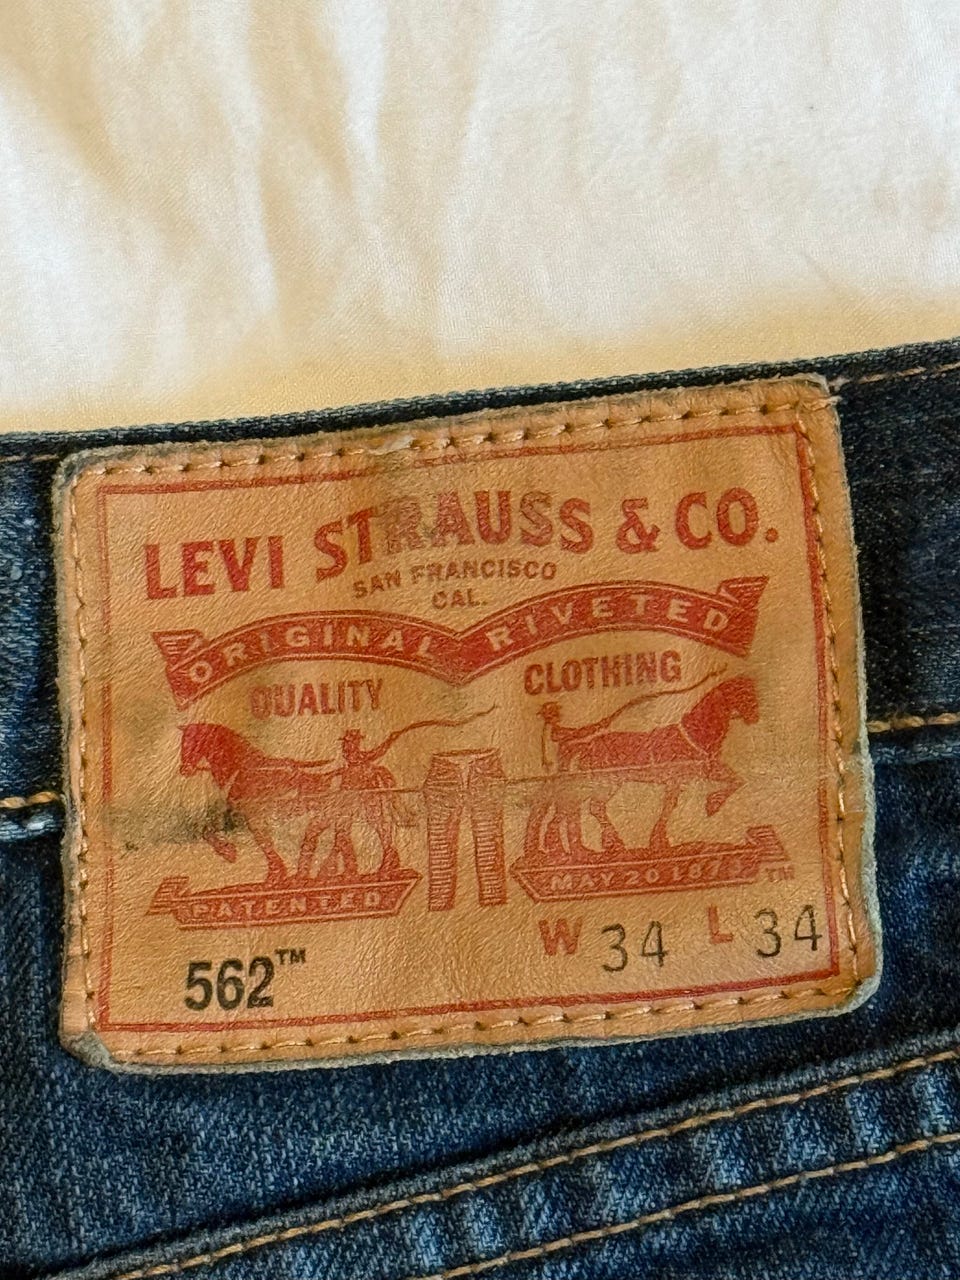 LEVI STRAUSS & CO.
SAN FRANCISCO
CAL.
ORIGINAL RIVETED
QUALITY CLOTHING
PATENTED MAY 20 1873 ™
W 34 L 34
562™